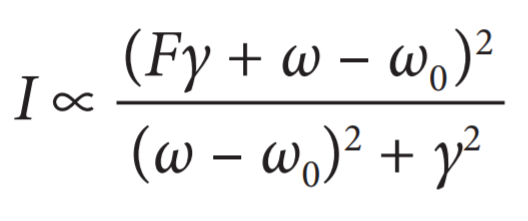 I ∝ (Fγ + ω − ω₀)² / ((ω − ω₀)² + γ²)